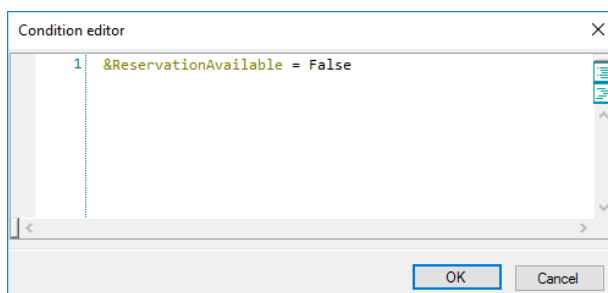 Condition editor
1 &ReservationAvailable = False
OK Cancel